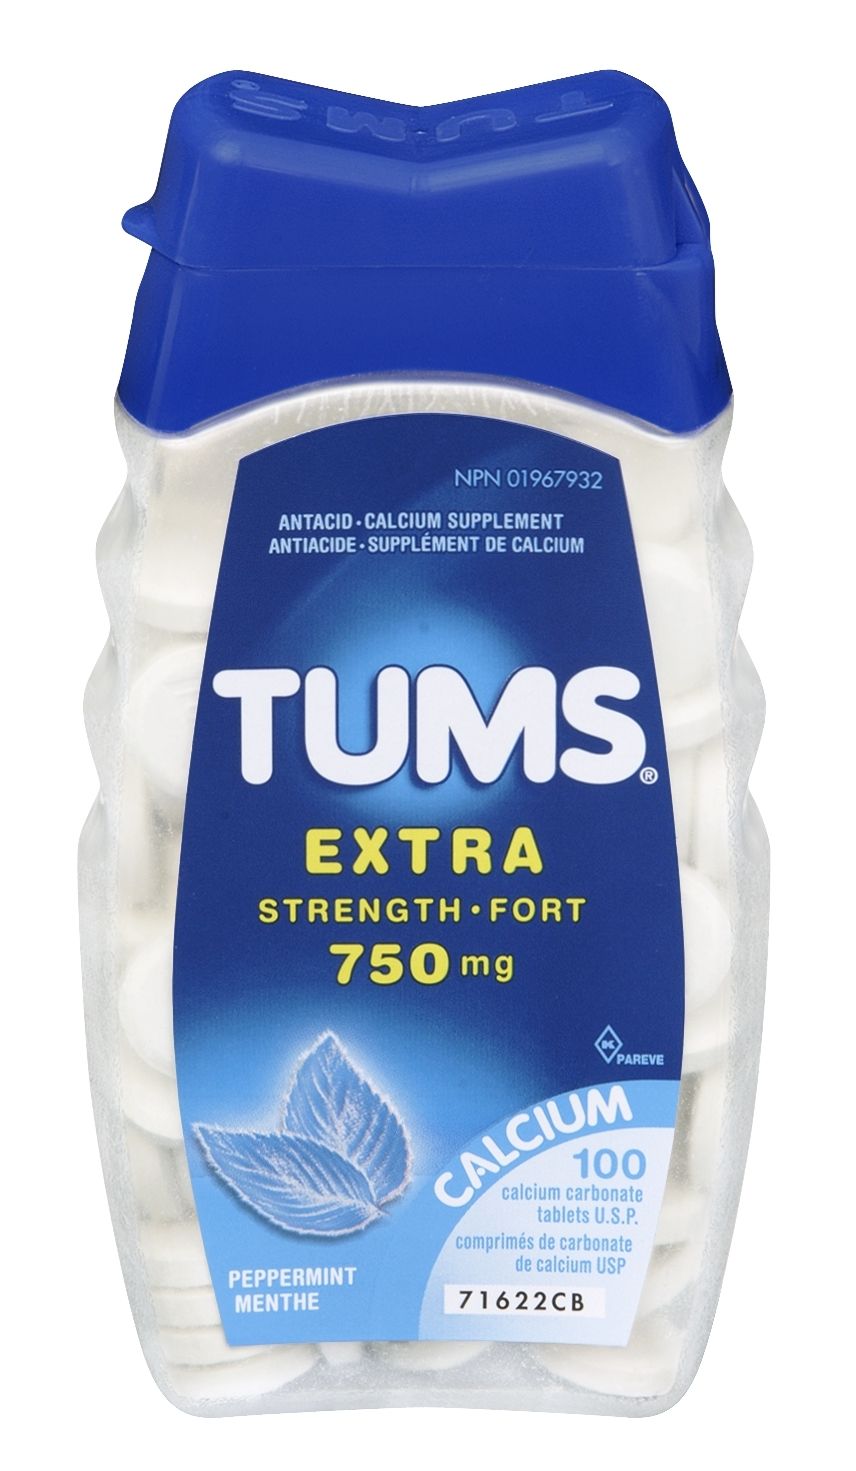 TUMS
NPN 01967932
ANTACID • CALCIUM SUPPLEMENT
ANTIACIDE • SUPPLÉMENT DE CALCIUM
TUMS®
EXTRA
STRENGTH • FORT
750 mg
K
PAREVE
CALCIUM
100
calcium carbonate
tablets U.S.P.
comprimés de carbonate
de calcium USP
PEPPERMINT
MENTHE
71622CB